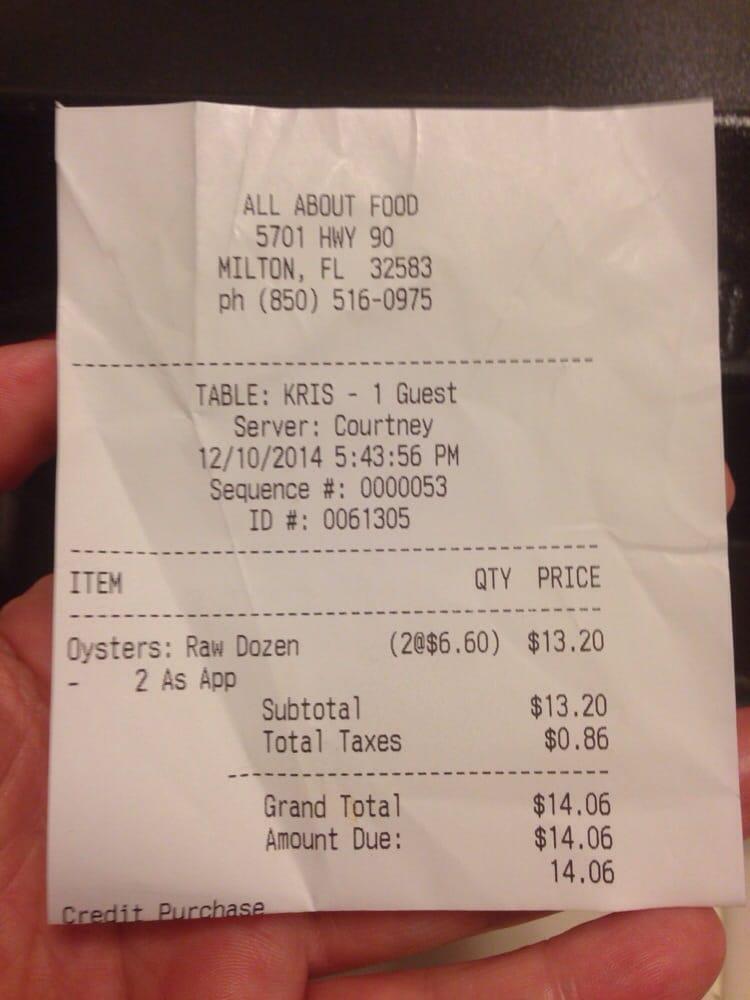 ALL ABOUT FOOD
5701 HWY 90
MILTON, FL 32583
ph (850) 516-0975
--------------------------------------------
TABLE: KRIS - 1 Guest
Server: Courtney
12/10/2014 5:43:56 PM
Sequence #: 0000053
ID #: 0061305
--------------------------------------------
ITEM QTY PRICE
--------------------------------------------
Oysters: Raw Dozen (2@$6.60) $13.20
- 2 As App
Subtotal $13.20
Total Taxes $0.86
--------------------------------
Grand Total $14.06
Amount Due: $14.06
14.06
Credit Purchase